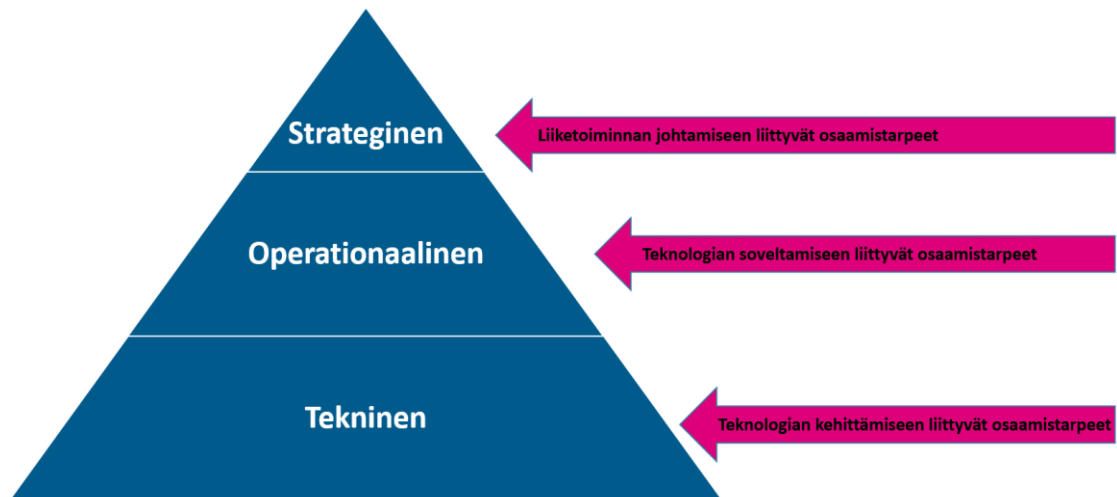 Strateginen
Liiketoiminnan johtamiseen liittyvät osaamistarpeet
Operationaalinen
Teknologian soveltamiseen liittyvät osaamistarpeet
Tekninen
Teknologian kehittämiseen liittyvät osaamistarpeet